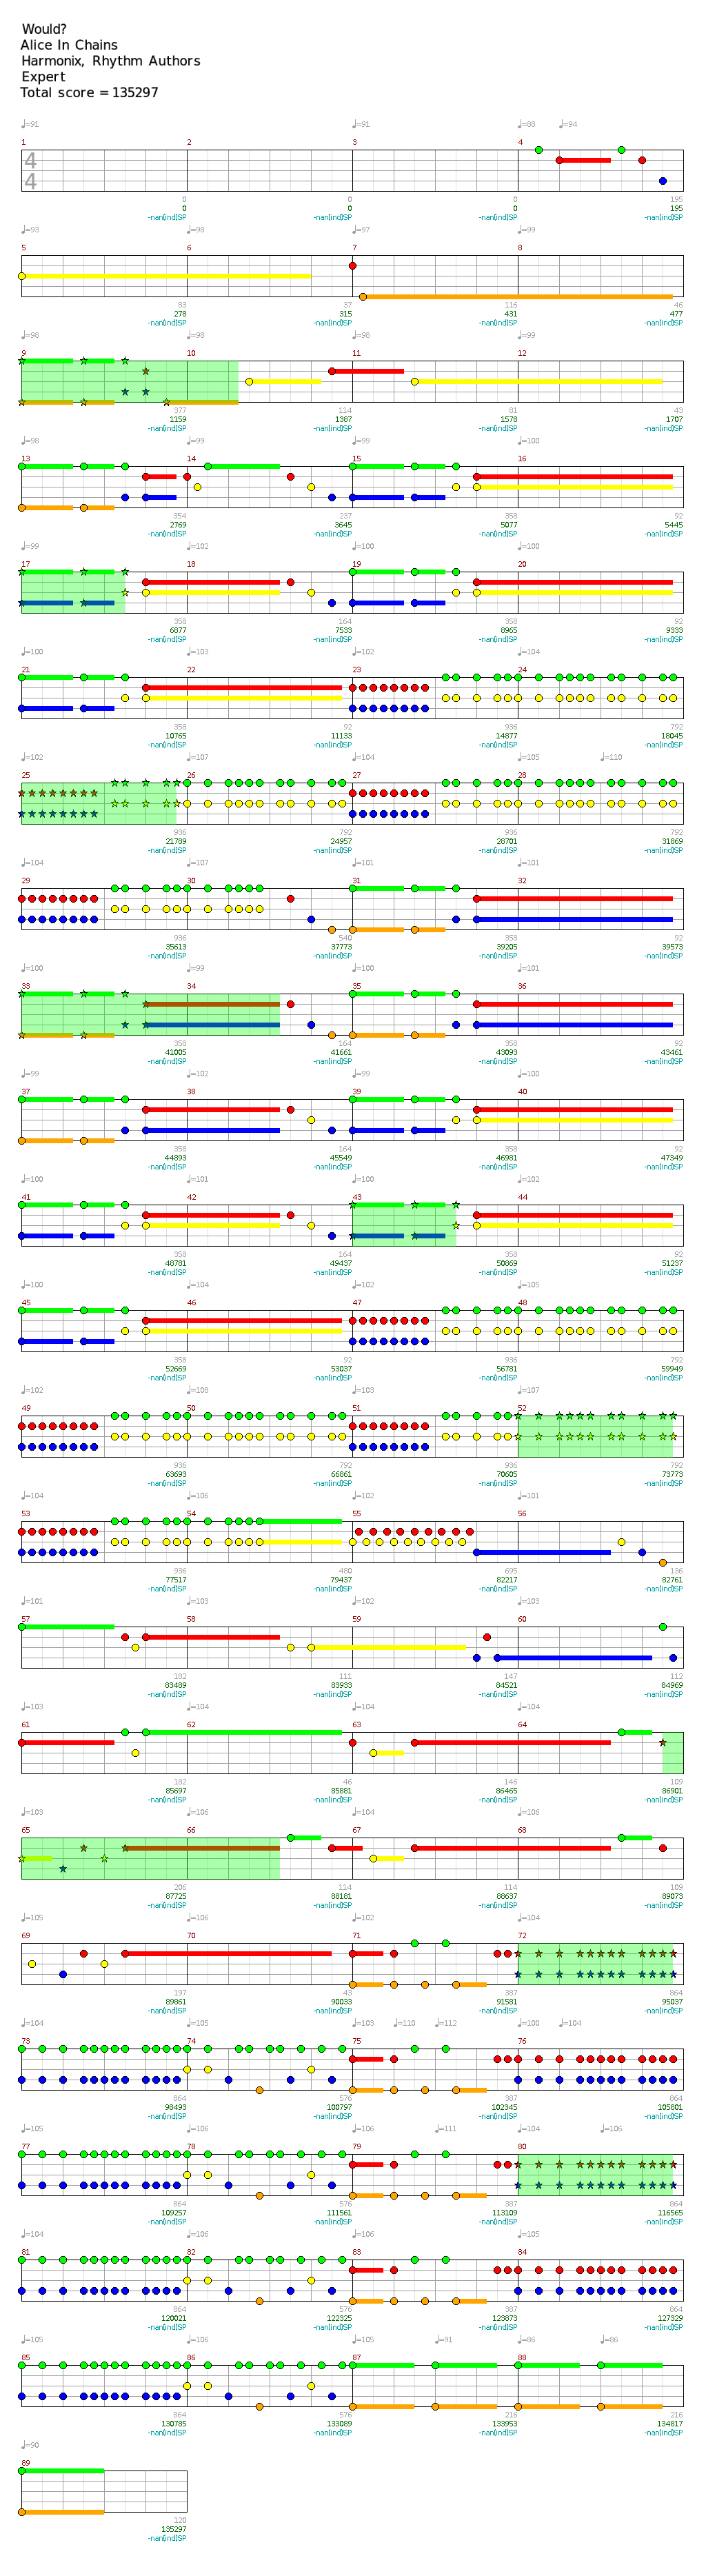 Would?
Alice In Chains
Harmonix, Rhythm Authors
Expert
Total score = 135297
♩=91 ♩=91 ♩=88 ♩=94
1 2 3 4
4
4
0 0 0 195
0 0 0 195
-nan(ind)SP -nan(ind)SP -nan(ind)SP -nan(ind)SP
♩=93 ♩=98 ♩=97 ♩=99
5 6 7 8
83 37 116 46
278 315 431 477
-nan(ind)SP -nan(ind)SP -nan(ind)SP -nan(ind)SP
♩=98 ♩=98 ♩=98 ♩=99
9 10 11 12
377 114 81 43
1159 1387 1578 1707
-nan(ind)SP -nan(ind)SP -nan(ind)SP -nan(ind)SP
♩=98 ♩=99 ♩=99 ♩=100
13 14 15 16
354 237 358 92
2769 3645 5077 5445
-nan(ind)SP -nan(ind)SP -nan(ind)SP -nan(ind)SP
♩=99 ♩=102 ♩=100 ♩=100
17 18 19 20
358 164 358 92
6877 7533 8965 9333
-nan(ind)SP -nan(ind)SP -nan(ind)SP -nan(ind)SP
♩=100 ♩=103 ♩=102 ♩=104
21 22 23 24
358 92 936 792
10765 11133 14877 18045
-nan(ind)SP -nan(ind)SP -nan(ind)SP -nan(ind)SP
♩=102 ♩=107 ♩=104 ♩=105 ♩=110
25 26 27 28
936 792 936 792
21789 24957 28701 31869
-nan(ind)SP -nan(ind)SP -nan(ind)SP -nan(ind)SP
♩=104 ♩=107 ♩=101 ♩=101
29 30 31 32
936 540 358 92
35613 37773 39205 39573
-nan(ind)SP -nan(ind)SP -nan(ind)SP -nan(ind)SP
♩=100 ♩=99 ♩=100 ♩=101
33 34 35 36
358 164 358 92
41005 41661 43093 43461
-nan(ind)SP -nan(ind)SP -nan(ind)SP -nan(ind)SP
♩=99 ♩=102 ♩=99 ♩=100
37 38 39 40
358 164 358 92
44893 45549 46981 47349
-nan(ind)SP -nan(ind)SP -nan(ind)SP -nan(ind)SP
♩=100 ♩=101 ♩=100 ♩=102
41 42 43 44
358 164 358 92
48781 49437 50869 51237
-nan(ind)SP -nan(ind)SP -nan(ind)SP -nan(ind)SP
♩=100 ♩=104 ♩=102 ♩=105
45 46 47 48
358 92 936 792
52669 53037 56781 59949
-nan(ind)SP -nan(ind)SP -nan(ind)SP -nan(ind)SP
♩=102 ♩=108 ♩=103 ♩=107
49 50 51 52
936 792 936 792
63693 66861 70605 73773
-nan(ind)SP -nan(ind)SP -nan(ind)SP -nan(ind)SP
♩=104 ♩=106 ♩=102 ♩=101
53 54 55 56
936 480 695 136
77517 79437 82217 82761
-nan(ind)SP -nan(ind)SP -nan(ind)SP -nan(ind)SP
♩=101 ♩=103 ♩=102 ♩=103
57 58 59 60
182 111 147 112
83489 83933 84521 84969
-nan(ind)SP -nan(ind)SP -nan(ind)SP -nan(ind)SP
♩=103 ♩=104 ♩=104 ♩=104
61 62 63 64
182 46 146 109
85697 85881 86465 86901
-nan(ind)SP -nan(ind)SP -nan(ind)SP -nan(ind)SP
♩=103 ♩=106 ♩=104 ♩=106
65 66 67 68
206 114 114 109
87725 88181 88637 89073
-nan(ind)SP -nan(ind)SP -nan(ind)SP -nan(ind)SP
♩=105 ♩=106 ♩=102 ♩=104
69 70 71 72
197 43 387 864
89861 90033 91581 95037
-nan(ind)SP -nan(ind)SP -nan(ind)SP -nan(ind)SP
♩=104 ♩=105 ♩=103 ♩=110 ♩=112 ♩=100 ♩=104
73 74 75 76
864 576 387 864
98493 100797 102345 105801
-nan(ind)SP -nan(ind)SP -nan(ind)SP -nan(ind)SP
♩=105 ♩=106 ♩=106 ♩=111 ♩=104 ♩=106
77 78 79 80
864 576 387 864
109257 111561 113109 116565
-nan(ind)SP -nan(ind)SP -nan(ind)SP -nan(ind)SP
♩=104 ♩=106 ♩=106 ♩=105
81 82 83 84
864 576 387 864
120021 122325 123873 127329
-nan(ind)SP -nan(ind)SP -nan(ind)SP -nan(ind)SP
♩=105 ♩=106 ♩=105 ♩=91 ♩=86 ♩=86
85 86 87 88
864 576 216 216
130785 133089 133953 134817
-nan(ind)SP -nan(ind)SP -nan(ind)SP -nan(ind)SP
♩=90
89
120
135297
-nan(ind)SP